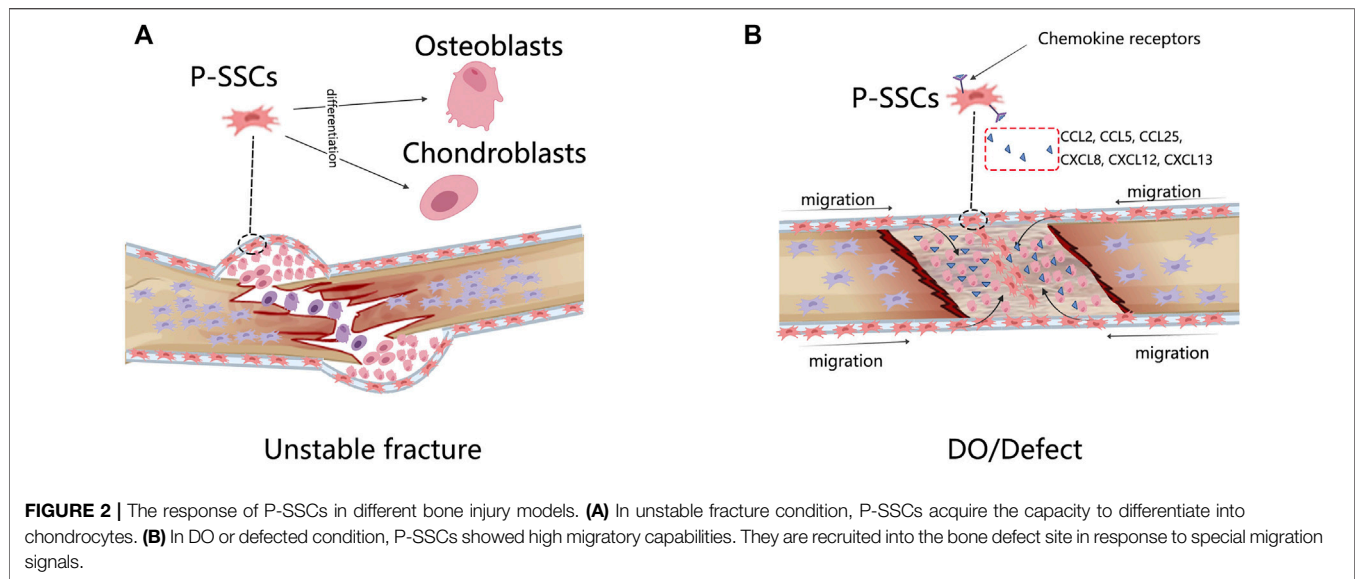 A
P-SSCs
Osteoblasts
differentiation
Chondroblasts
Unstable fracture
B
Chemokine receptors
P-SSCs
CCL2, CCL5, CCL25,
CXCL8, CXCL12, CXCL13
migration
migration
migration
migration
DO/Defect
FIGURE 2 | The response of P-SSCs in different bone injury models. (A) In unstable fracture condition, P-SSCs acquire the capacity to differentiate into
chondrocytes. (B) In DO or defected condition, P-SSCs showed high migratory capabilities. They are recruited into the bone defect site in response to special migration
signals.